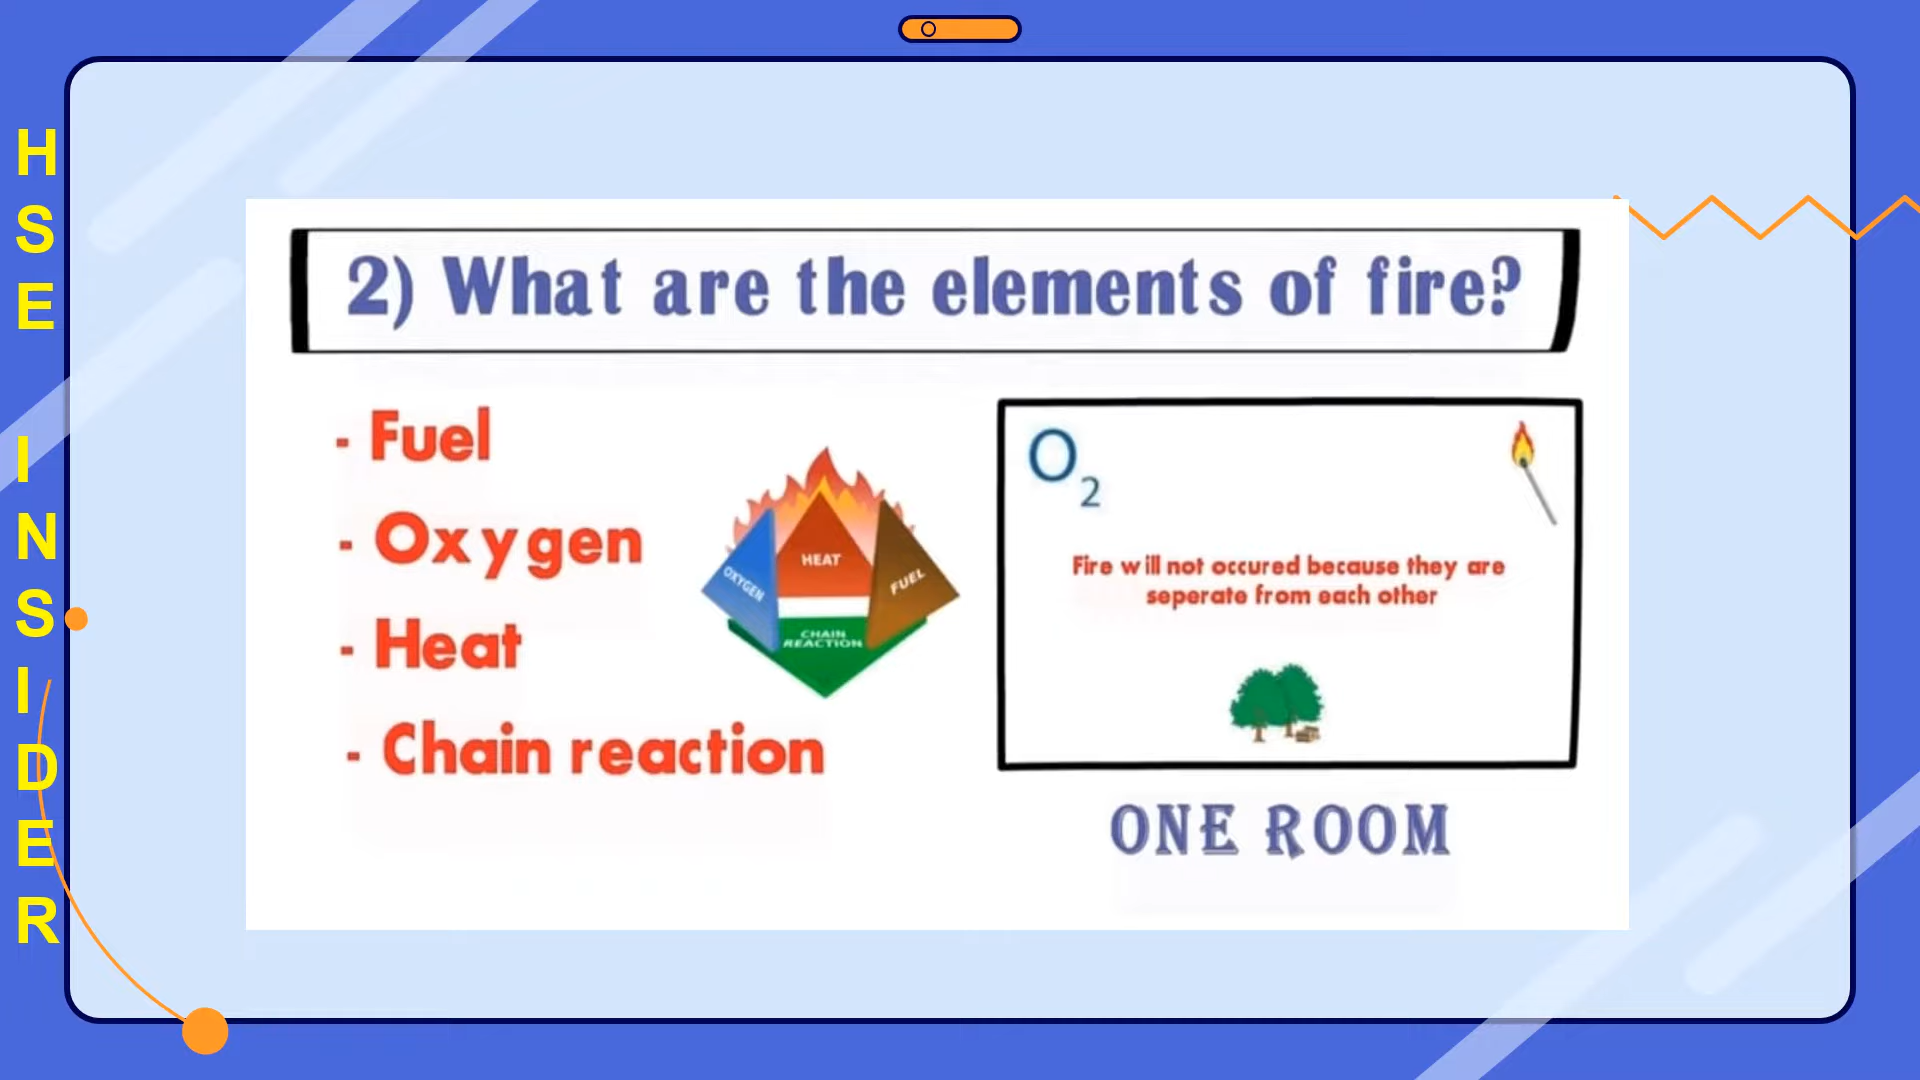 HSE INSIDER
2) What are the elements of fire?
- Fuel
- Oxygen
- Heat
- Chain reaction
HEAT
OXYGEN
FUEL
CHAIN
REACTION
O2
Fire will not occured because they are
seperate from each other
ONE ROOM